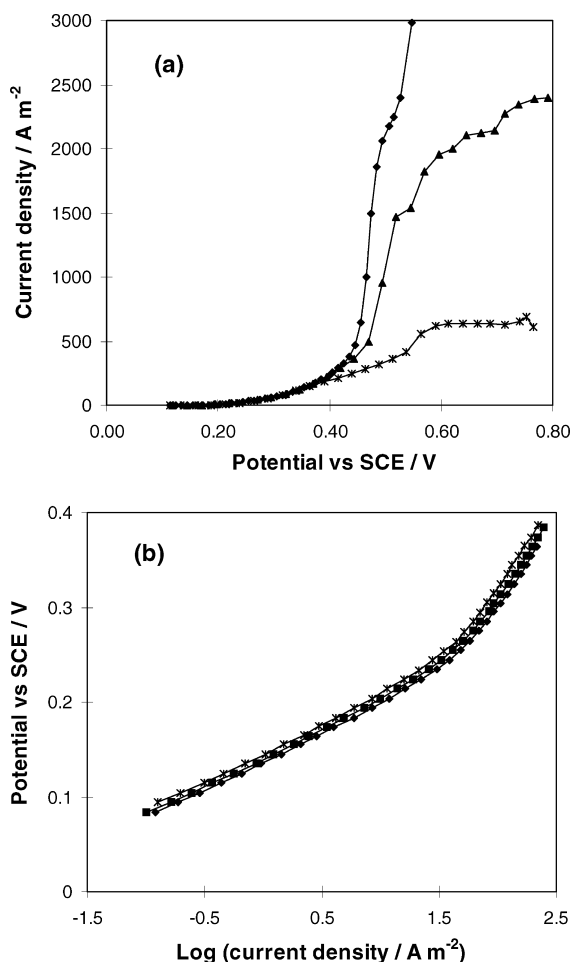 (a)
Current density / A m⁻²
3000
2500
2000
1500
1000
500
0
0.00 0.20 0.40 0.60 0.80
Potential vs SCE / V
(b)
Potential vs SCE / V
0.4
0.3
0.2
0.1
0
-1.5 -0.5 0.5 1.5 2.5
Log (current density / A m⁻²)